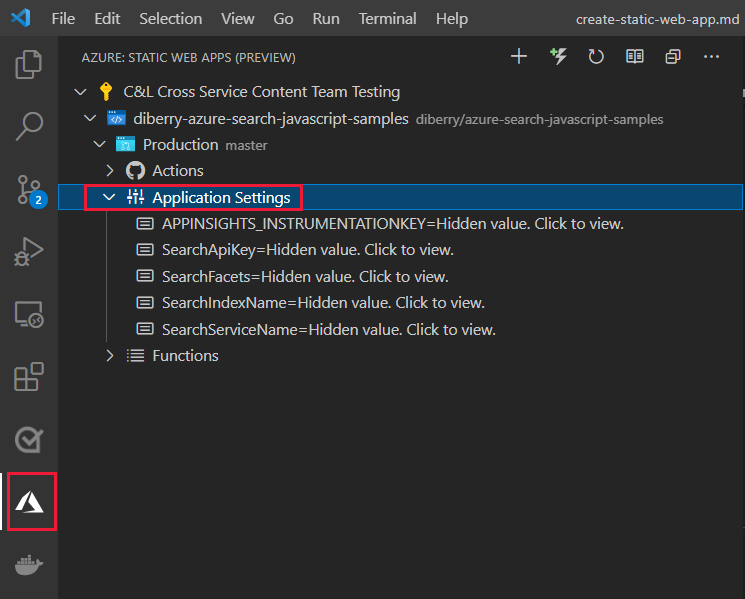 File Edit Selection View Go Run Terminal Help create-static-web-app.md
AZURE: STATIC WEB APPS (PREVIEW)
C&L Cross Service Content Team Testing
diberry-azure-search-javascript-samples diberry/azure-search-javascript-samples
Production master
Actions
Application Settings
APPINSIGHTS_INSTRUMENTATIONKEY=Hidden value. Click to view.
SearchApiKey=Hidden value. Click to view.
SearchFacets=Hidden value. Click to view.
SearchIndexName=Hidden value. Click to view.
SearchServiceName=Hidden value. Click to view.
Functions
2